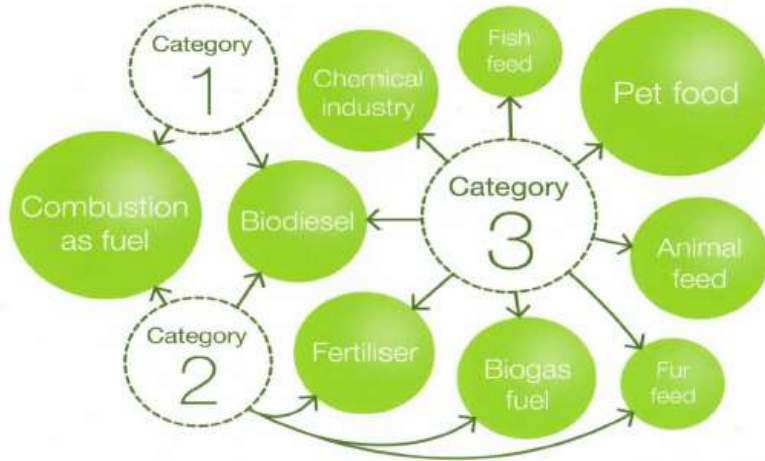 Category
1
Chemical
industry
Fish
feed
Pet food
Combustion
as fuel
Biodiesel
Category
3
Animal
feed
Category
2
Fertiliser
Biogas
fuel
Fur
feed